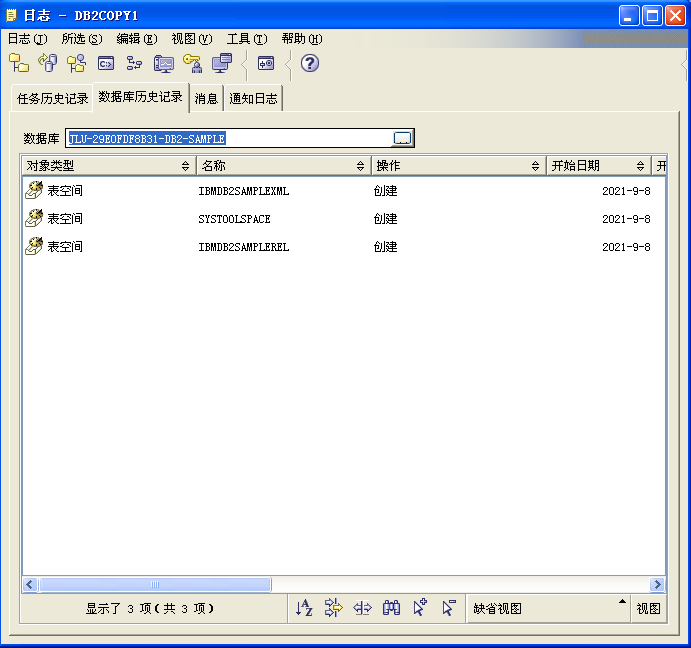 日志 - DB2COPY1
日志(J) 所选(S) 编辑(E) 视图(V) 工具(T) 帮助(H)
任务历史记录 数据库历史记录 消息 通知日志
数据库 JLU-29E0FDF8B31-DB2-SAMPLE ...
对象类型 名称 操作 开始日期 开
表空间 IBMDB2SAMPLEXML 创建 2021-9-8
表空间 SYSTOOLSPACE 创建 2021-9-8
表空间 IBMDB2SAMPLEREL 创建 2021-9-8
显示了 3 项(共 3 项) 缺省视图 视图